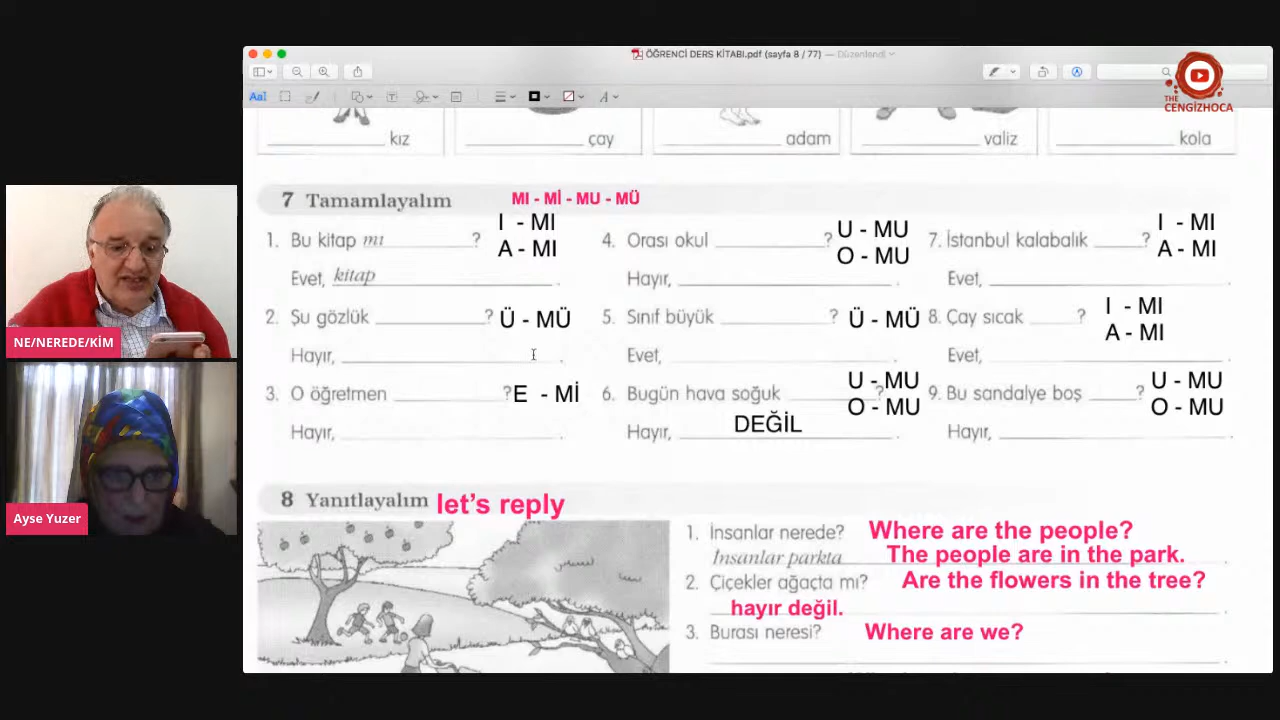 ÖĞRENCİ DERS KİTABI.pdf (sayfa 8 / 77) — Düzenlendi
THE
CENGİZHOCA
kız
çay
adam
valiz
kola
7 Tamamlayalım MI - Mİ - MU - MÜ
1. Bu kitap mı ?
I - MI
A - MI
Evet, kitap .
2. Şu gözlük ? Ü - MÜ
Hayır, .
3. O öğretmen ? E - Mİ
Hayır, .
4. Orası okul ?
U - MU
O - MU
Hayır, .
5. Sınıf büyük ? Ü - MÜ
Evet, .
6. Bugün hava soğuk ?
U - MU
O - MU
DEĞİL
Hayır, .
7. İstanbul kalabalık ?
I - MI
A - MI
Evet, .
8. Çay sıcak ?
I - MI
A - MI
Evet, .
9. Bu sandalye boş ?
U - MU
O - MU
Hayır, .
8 Yanıtlayalım let's reply
1. İnsanlar nerede? Where are the people?
İnsanlar parkta The people are in the park.
2. Çiçekler ağaçta mı? Are the flowers in the tree?
hayır değil.
3. Burası neresi? Where are we?
NE/NEREDE/KİM
Ayse Yuzer